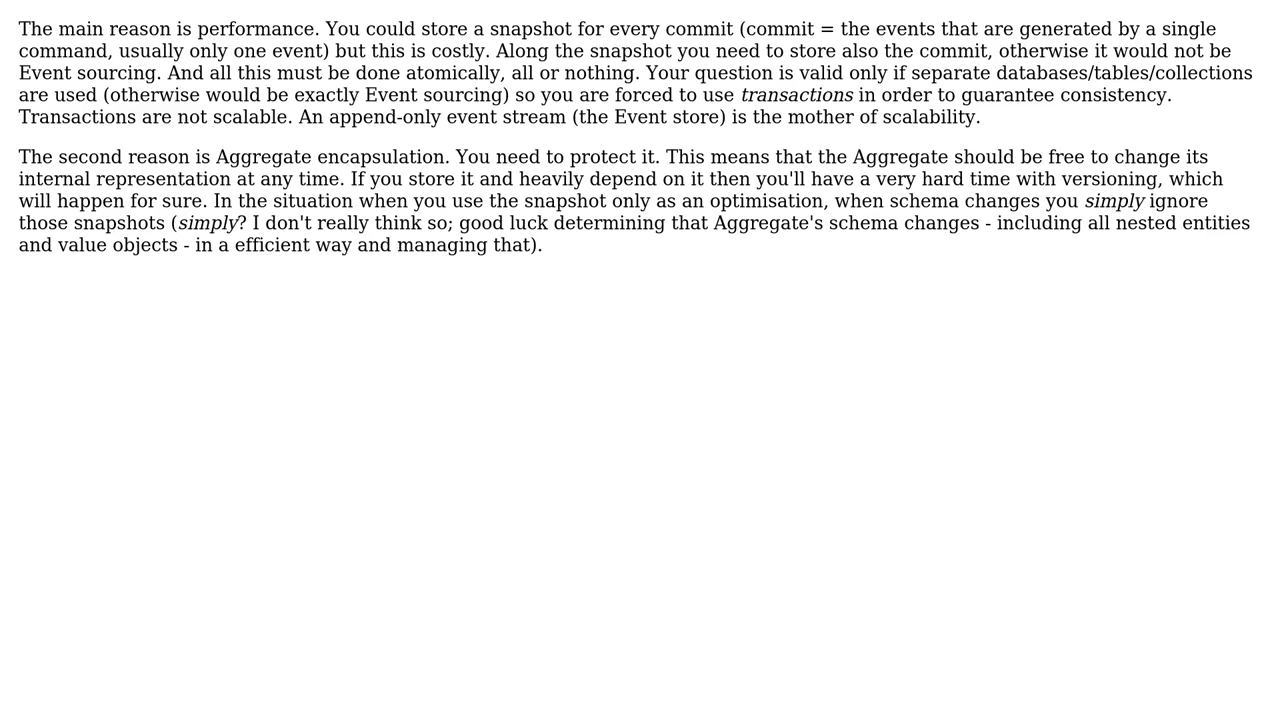 The main reason is performance. You could store a snapshot for every commit (commit = the events that are generated by a single
command, usually only one event) but this is costly. Along the snapshot you need to store also the commit, otherwise it would not be
Event sourcing. And all this must be done atomically, all or nothing. Your question is valid only if separate databases/tables/collections
are used (otherwise would be exactly Event sourcing) so you are forced to use transactions in order to guarantee consistency.
Transactions are not scalable. An append-only event stream (the Event store) is the mother of scalability.
The second reason is Aggregate encapsulation. You need to protect it. This means that the Aggregate should be free to change its
internal representation at any time. If you store it and heavily depend on it then you'll have a very hard time with versioning, which
will happen for sure. In the situation when you use the snapshot only as an optimisation, when schema changes you simply ignore
those snapshots (simply? I don't really think so; good luck determining that Aggregate's schema changes - including all nested entities
and value objects - in a efficient way and managing that).